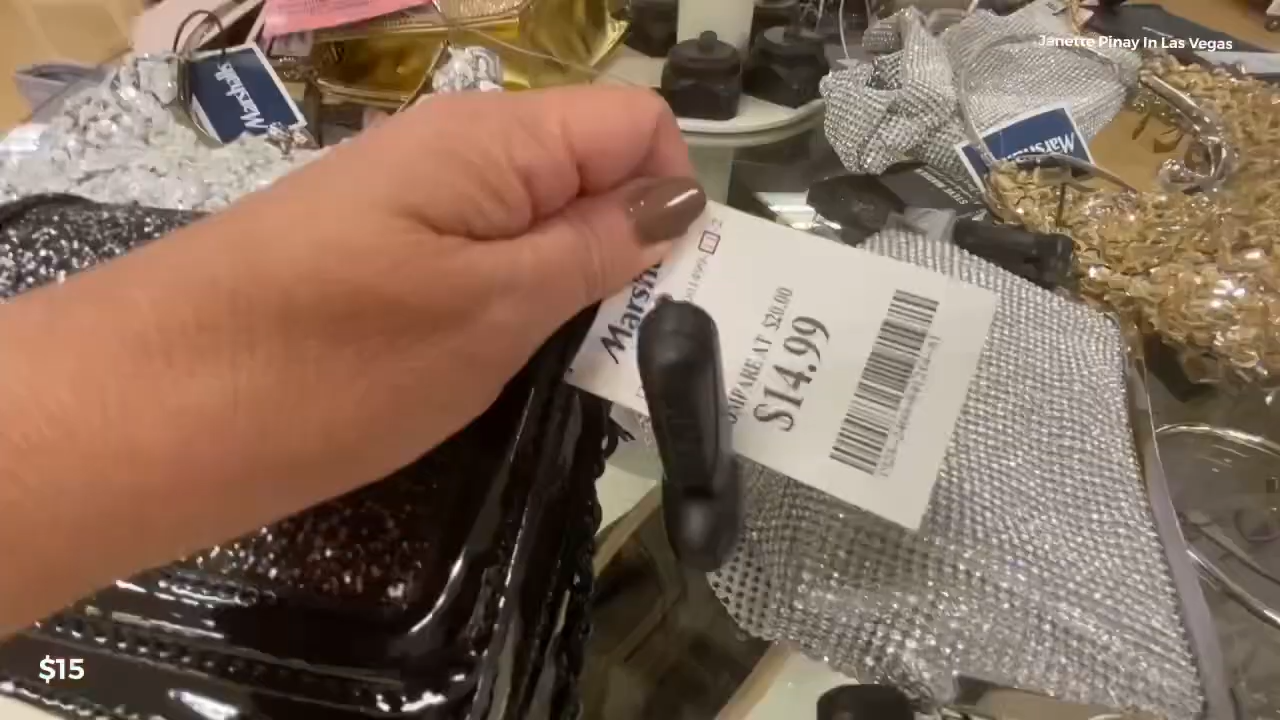 Janette Pinay In Las Vegas
Marshalls
Marsh
COMPARE AT $20.00
$14.99
$15